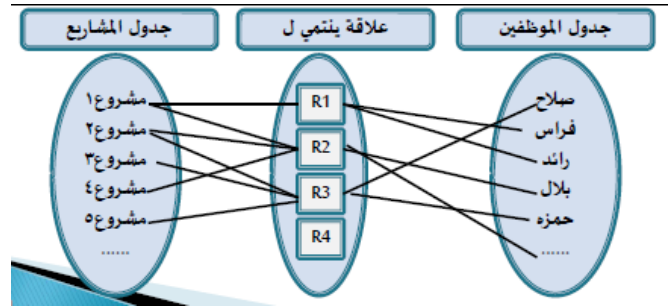 جدول الموظفين
علاقة ينتمي ل
جدول المشاريع
صلاح
فراس
رائد
بلال
حمزه
......
R1
R2
R3
R4
مشروع١
مشروع٢
مشروع٣
مشروع٤
مشروع٥
......